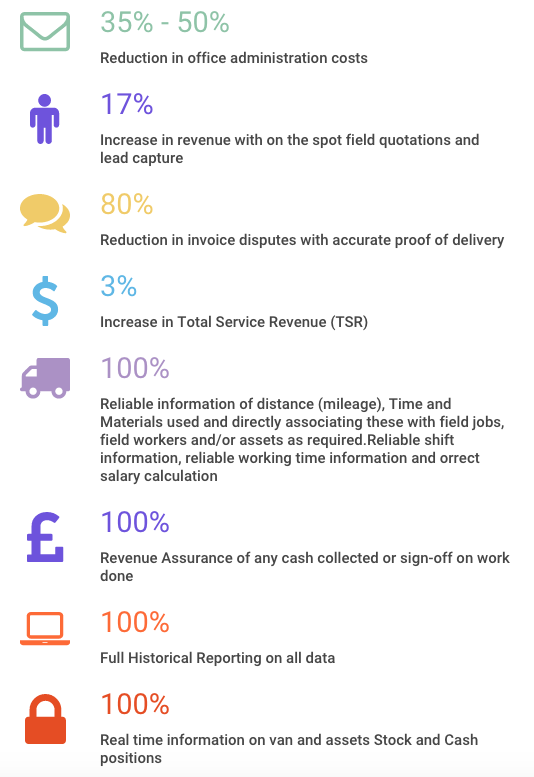 35% - 50%
Reduction in office administration costs
17%
Increase in revenue with on the spot field quotations and
lead capture
80%
Reduction in invoice disputes with accurate proof of delivery
3%
Increase in Total Service Revenue (TSR)
100%
Reliable information of distance (mileage), Time and
Materials used and directly associating these with field jobs,
field workers and/or assets as required.Reliable shift
information, reliable working time information and orrect
salary calculation
100%
Revenue Assurance of any cash collected or sign-off on work
done
100%
Full Historical Reporting on all data
100%
Real time information on van and assets Stock and Cash
positions